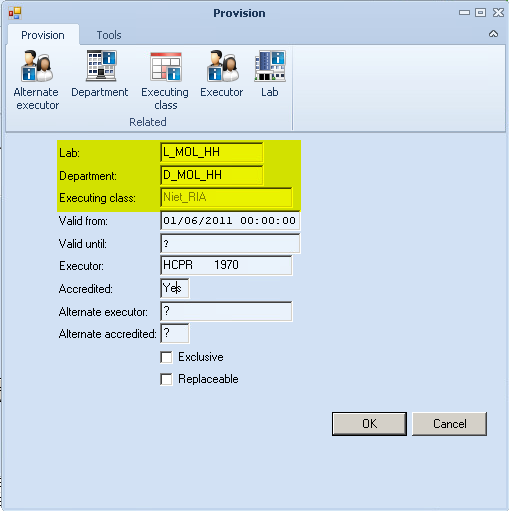 Provision
Provision Tools
Alternate executor Department Executing class Executor Lab
Related
Lab: L_MOL_HH
Department: D_MOL_HH
Executing class: Niet_RIA
Valid from: 01/06/2011 00:00:00
Valid until: ?
Executor: HCPR 1970
Accredited: Yes
Alternate executor: ?
Alternate accredited: ?
Exclusive
Replaceable
OK Cancel